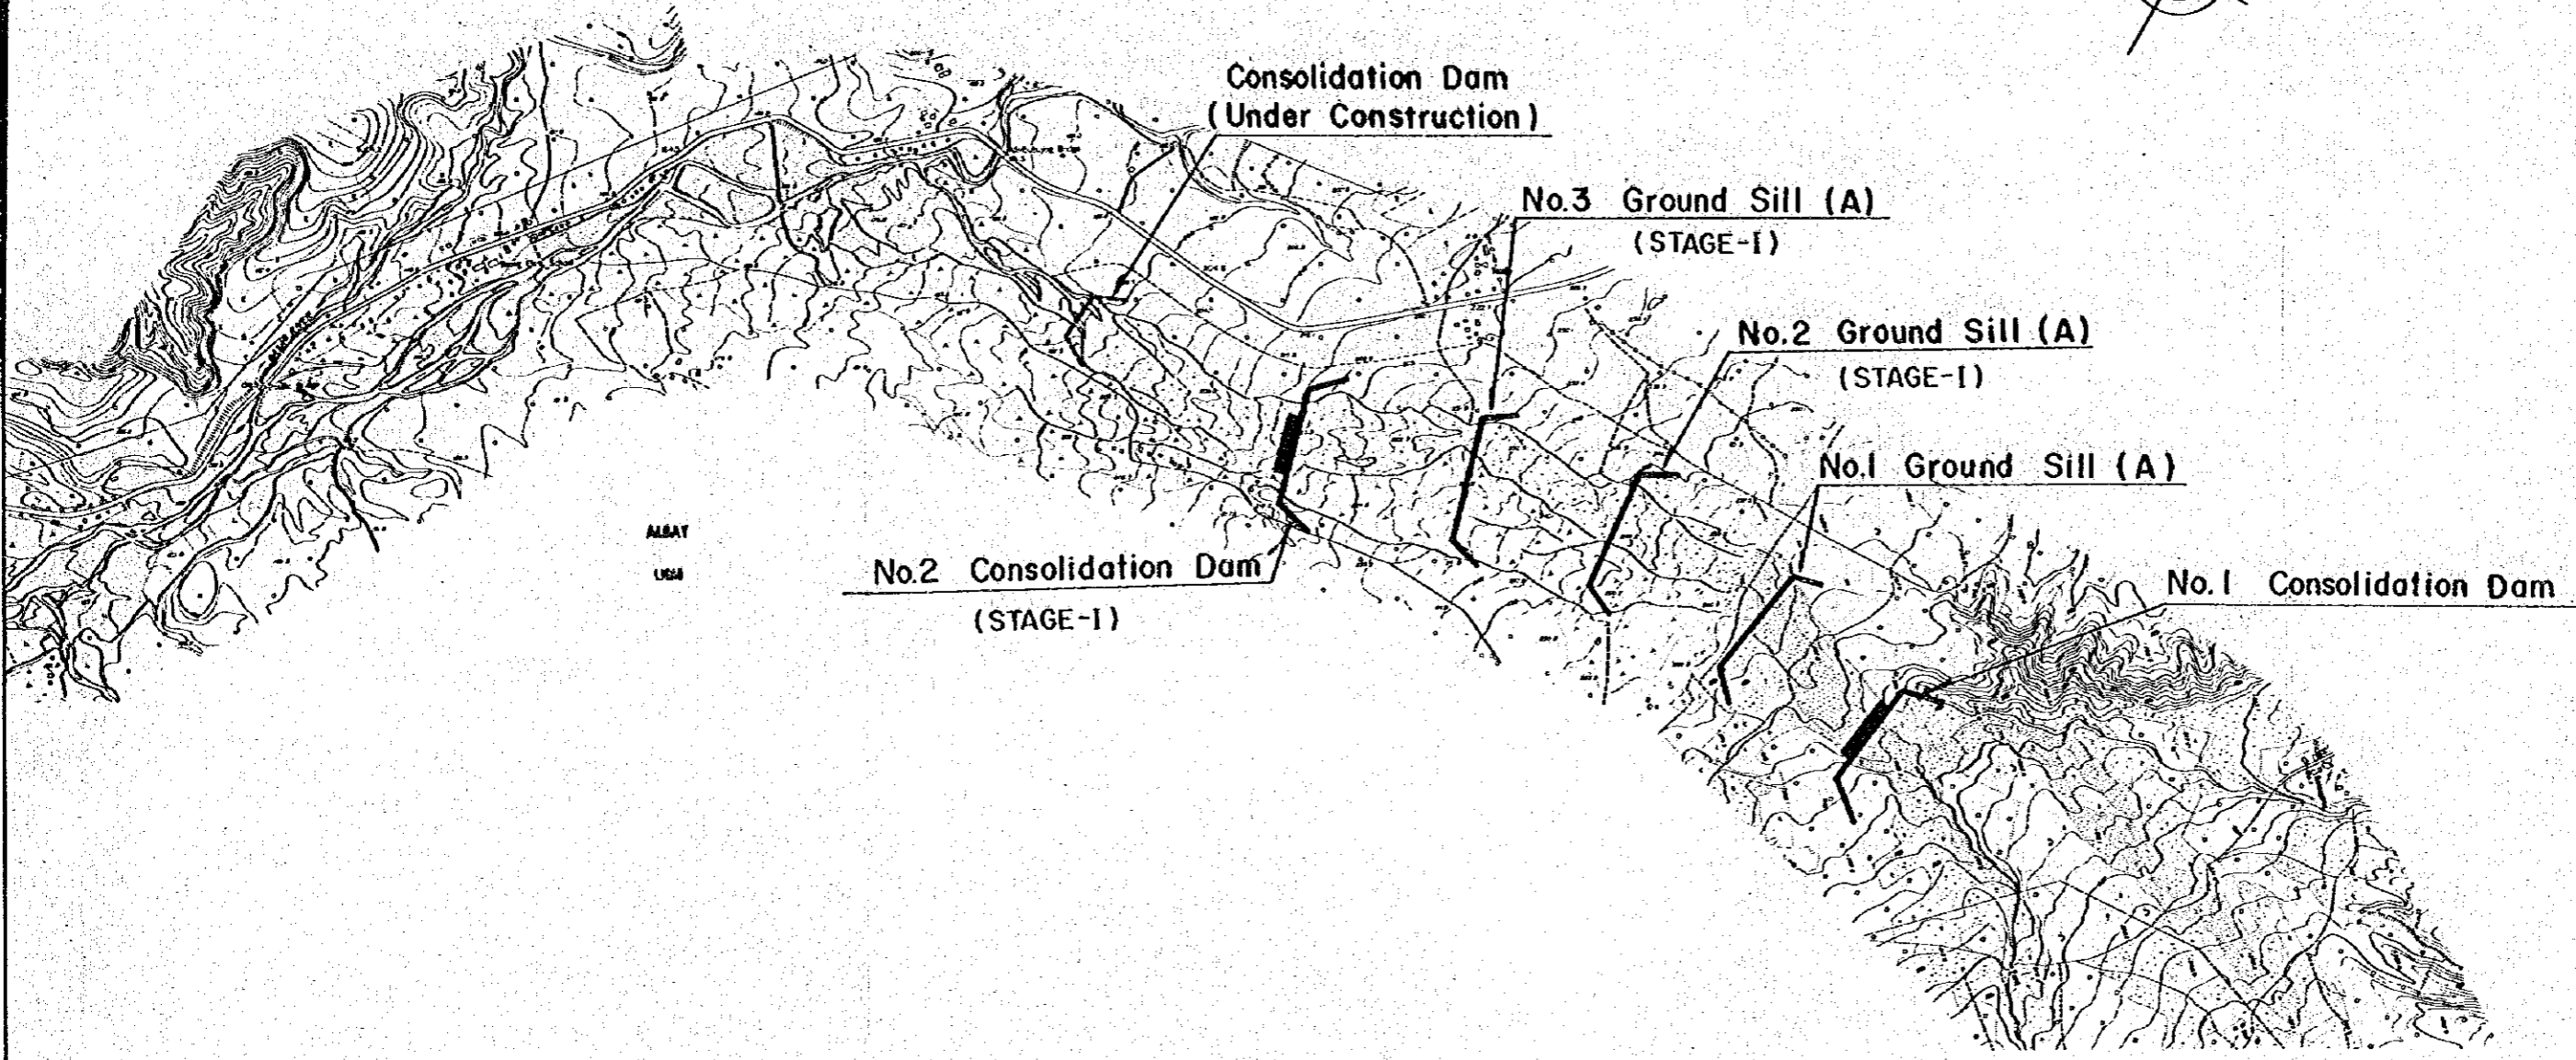 Consolidation Dam
(Under Construction)
No.3 Ground Sill (A)
(STAGE-I)
No.2 Ground Sill (A)
(STAGE-I)
No.1 Ground Sill (A)
ALBAY
No.2 Consolidation Dam
(STAGE-I)
No.1 Consolidation Dam